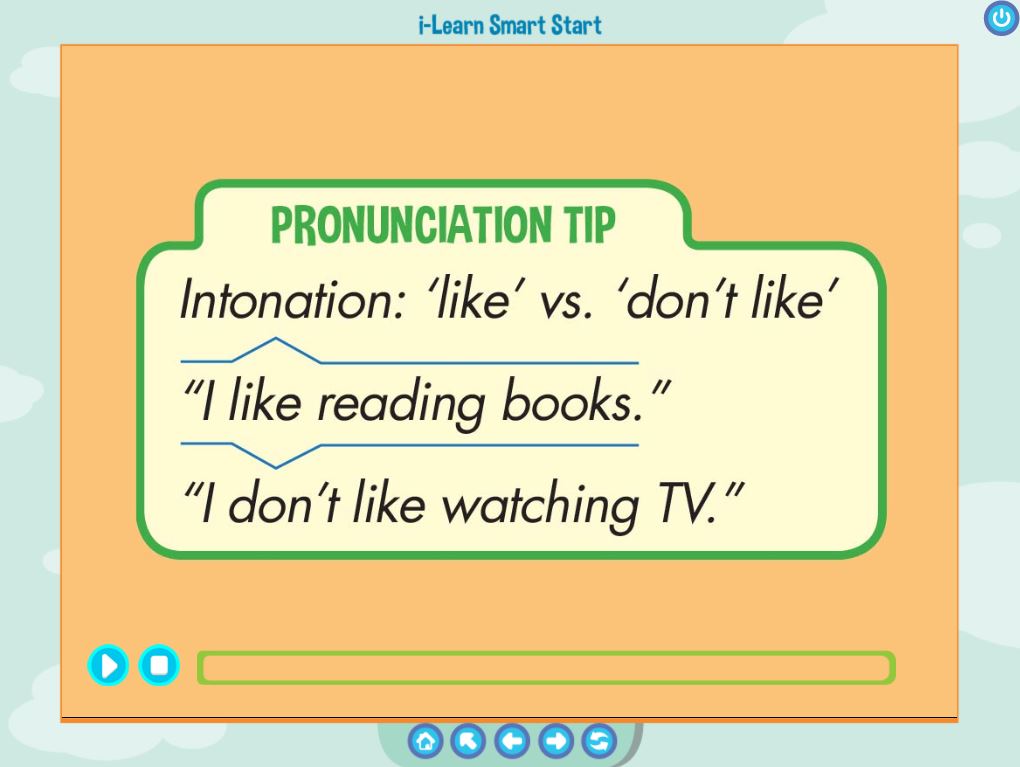 i-Learn Smart Start
PRONUNCIATION TIP
Intonation: ‘like’ vs. ‘don’t like’
“I like reading books.”
“I don’t like watching TV.”